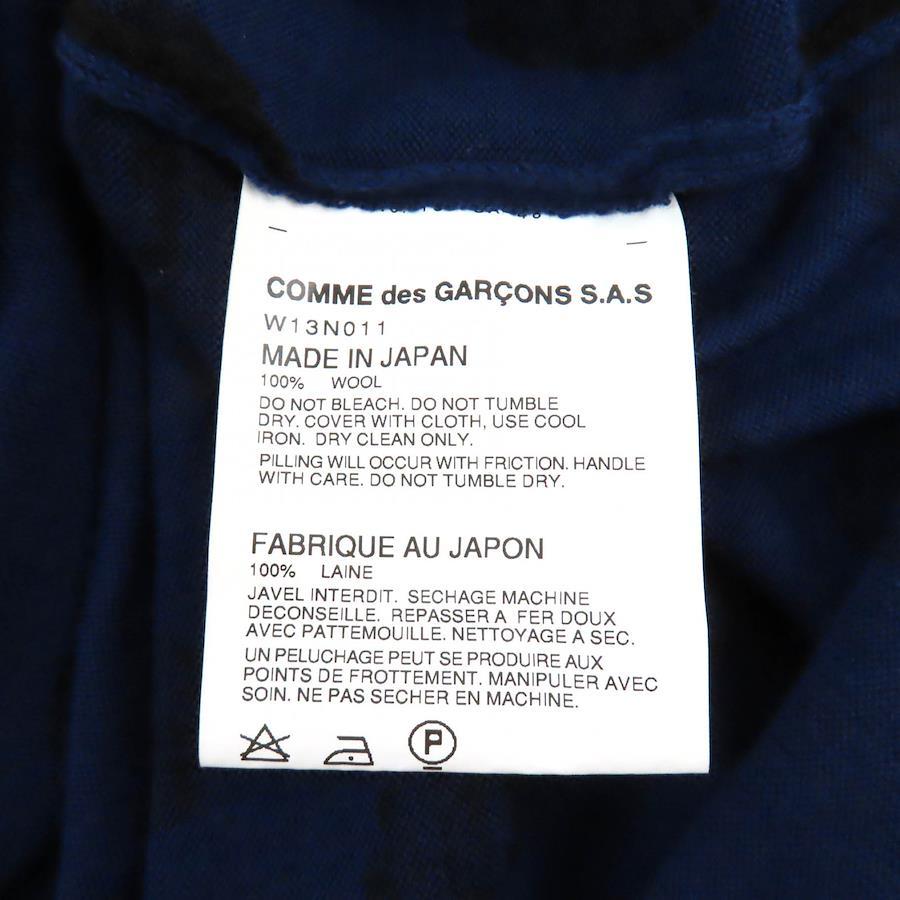 COMME des GARÇONS S.A.S
W13N011
MADE IN JAPAN
100% WOOL
DO NOT BLEACH. DO NOT TUMBLE
DRY. COVER WITH CLOTH, USE COOL
IRON. DRY CLEAN ONLY.
PILLING WILL OCCUR WITH FRICTION. HANDLE
WITH CARE. DO NOT TUMBLE DRY.
FABRIQUE AU JAPON
100% LAINE
JAVEL INTERDIT. SECHAGE MACHINE
DECONSEILLE. REPASSER A FER DOUX
AVEC PATTEMOUILLE. NETTOYAGE A SEC.
UN PELUCHAGE PEUT SE PRODUIRE AUX
POINTS DE FROTTEMENT. MANIPULER AVEC
SOIN. NE PAS SECHER EN MACHINE.
P